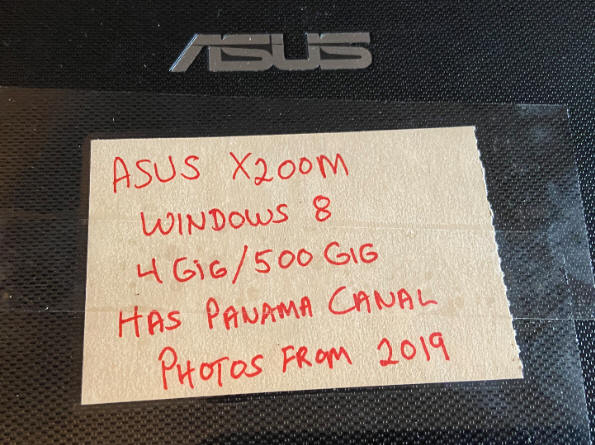 ASUS
ASUS X200M
WINDOWS 8
4 GIG/500 GIG
HAS PANAMA CANAL
PHOTOS FROM 2019